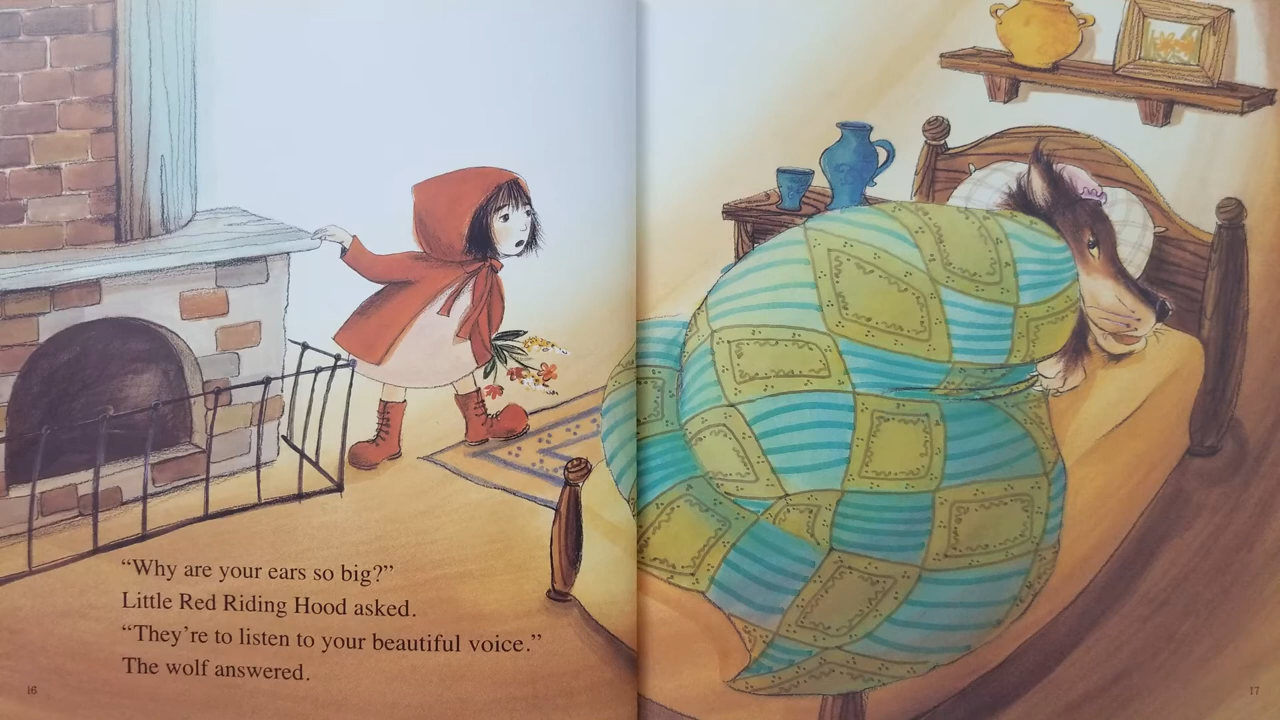 “Why are your ears so big?”
Little Red Riding Hood asked.
“They’re to listen to your beautiful voice.”
The wolf answered.
16
17